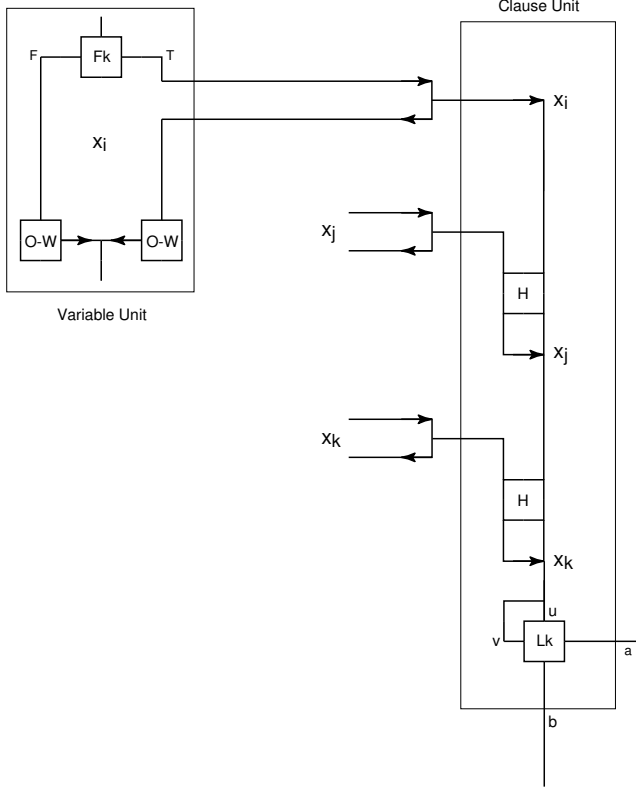 Clause Unit
F
Fk
T
xi
xi
O-W
O-W
Variable Unit
xj
H
xj
xk
H
xk
u
v
Lk
a
b